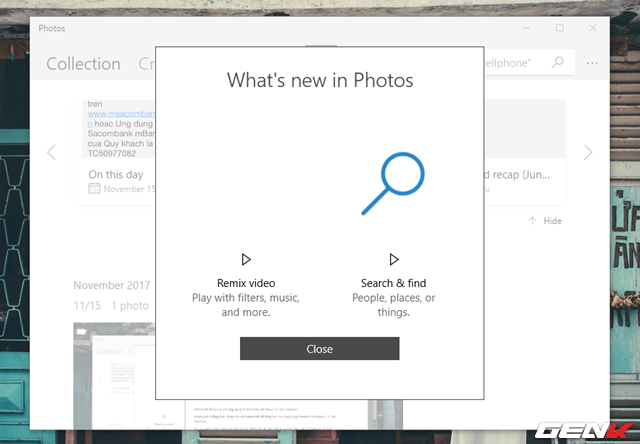 Photos
Collection
Cr
cellphone"
What's new in Photos
tren
www.msacombank
n hoac Ung dung
Sacombank mBan
cua Quy khach la
TC50977082
On this day
November 15
d recap (Jun...
Hide
Remix video
Play with filters, music,
and more.
Search & find
People, places, or
things.
Close
November 2017
11/15 1 photo
GENK